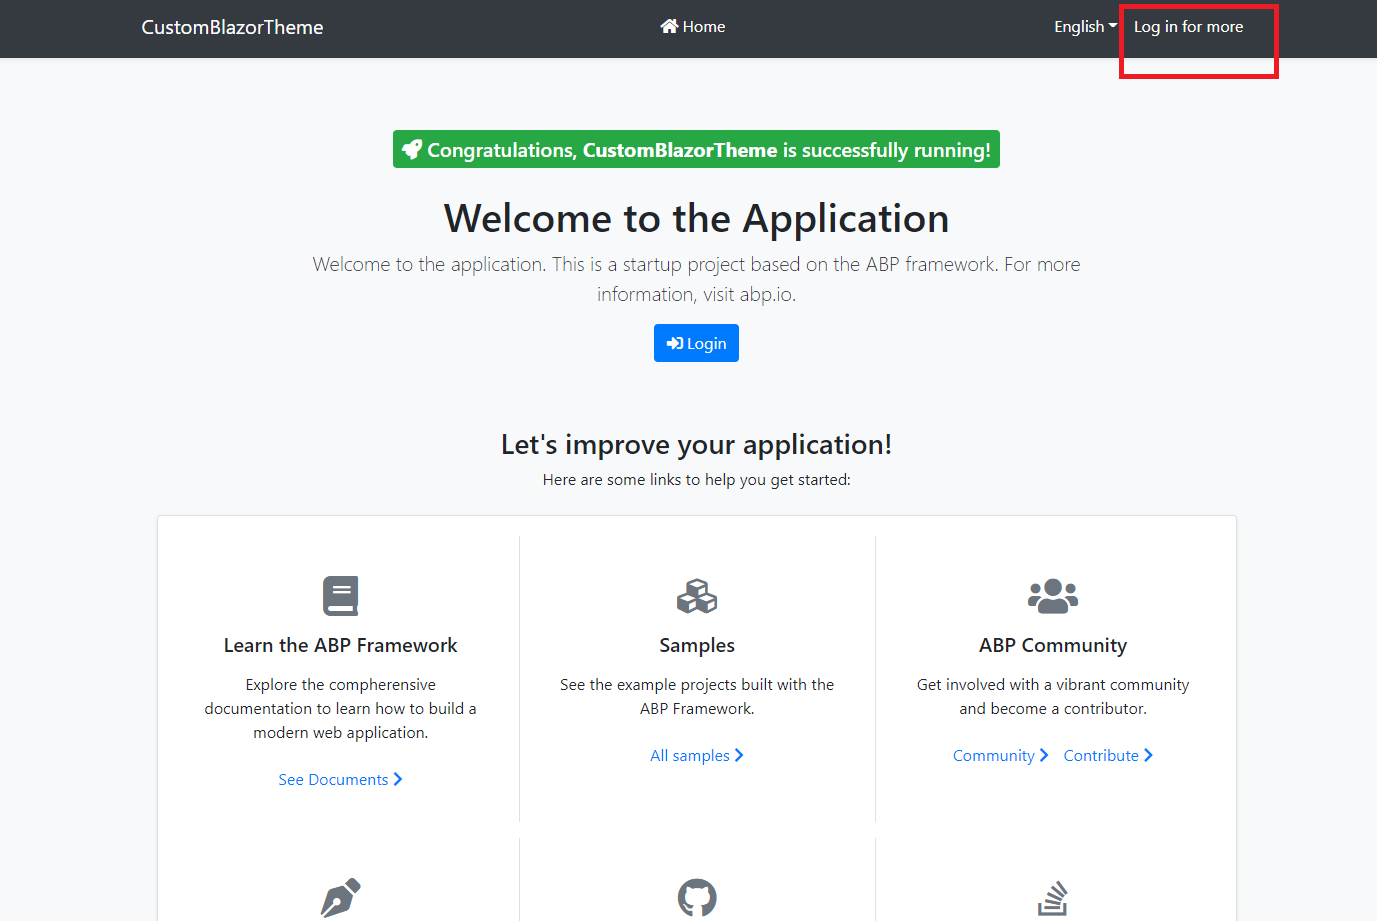 CustomBlazorTheme
Home
English
Log in for more
Congratulations, CustomBlazorTheme is successfully running!
Welcome to the Application
Welcome to the application. This is a startup project based on the ABP framework. For more
information, visit abp.io.
Login
Let's improve your application!
Here are some links to help you get started:
Learn the ABP Framework
Explore the compherensive
documentation to learn how to build a
modern web application.
See Documents
Samples
See the example projects built with the
ABP Framework.
All samples
ABP Community
Get involved with a vibrant community
and become a contributor.
Community
Contribute